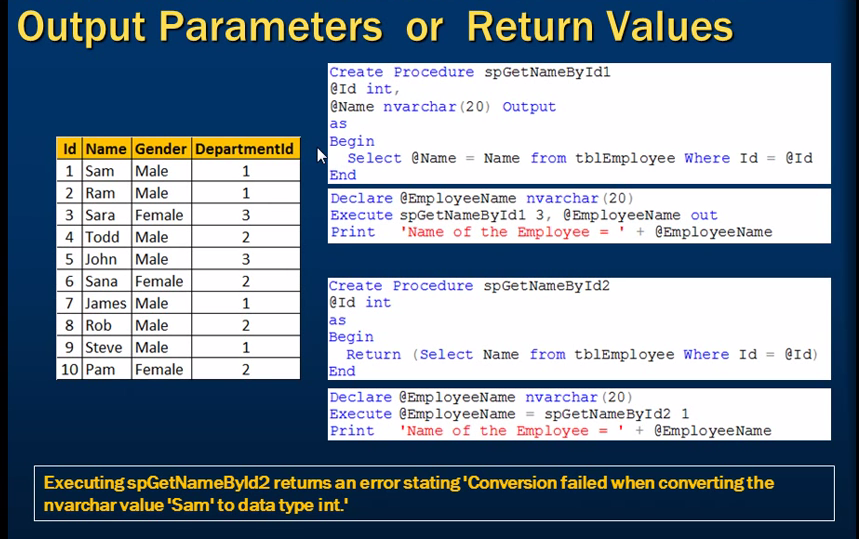 Output Parameters or Return Values
Id Name Gender DepartmentId
1 Sam Male 1
2 Ram Male 1
3 Sara Female 3
4 Todd Male 2
5 John Male 3
6 Sana Female 2
7 James Male 1
8 Rob Male 2
9 Steve Male 1
10 Pam Female 2
Create Procedure spGetNameById1
@Id int,
@Name nvarchar(20) Output
as
Begin
Select @Name = Name from tblEmployee Where Id = @Id
End
Declare @EmployeeName nvarchar(20)
Execute spGetNameById1 3, @EmployeeName out
Print 'Name of the Employee = ' + @EmployeeName
Create Procedure spGetNameById2
@Id int
as
Begin
Return (Select Name from tblEmployee Where Id = @Id)
End
Declare @EmployeeName nvarchar(20)
Execute @EmployeeName = spGetNameById2 1
Print 'Name of the Employee = ' + @EmployeeName
Executing spGetNameById2 returns an error stating 'Conversion failed when converting the
nvarchar value 'Sam' to data type int.'